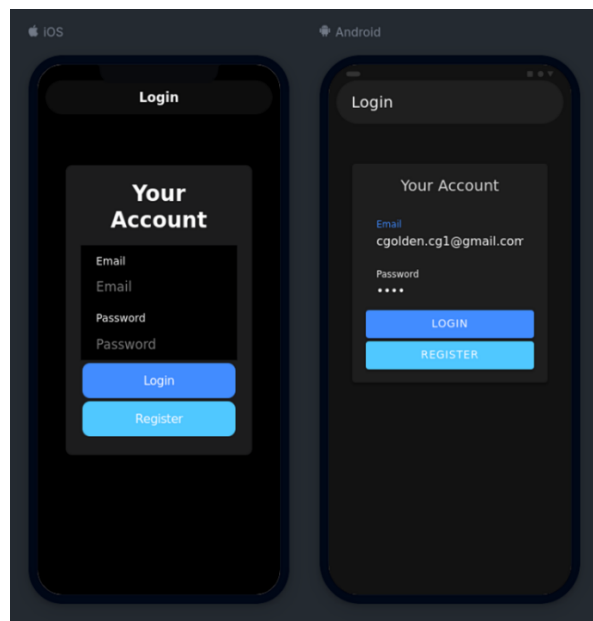 iOS
Login
Your
Account
Email
Email
Password
Password
Login
Register
Android
Login
Your Account
Email
cgolden.cg1@gmail.com
Password
••••
LOGIN
REGISTER